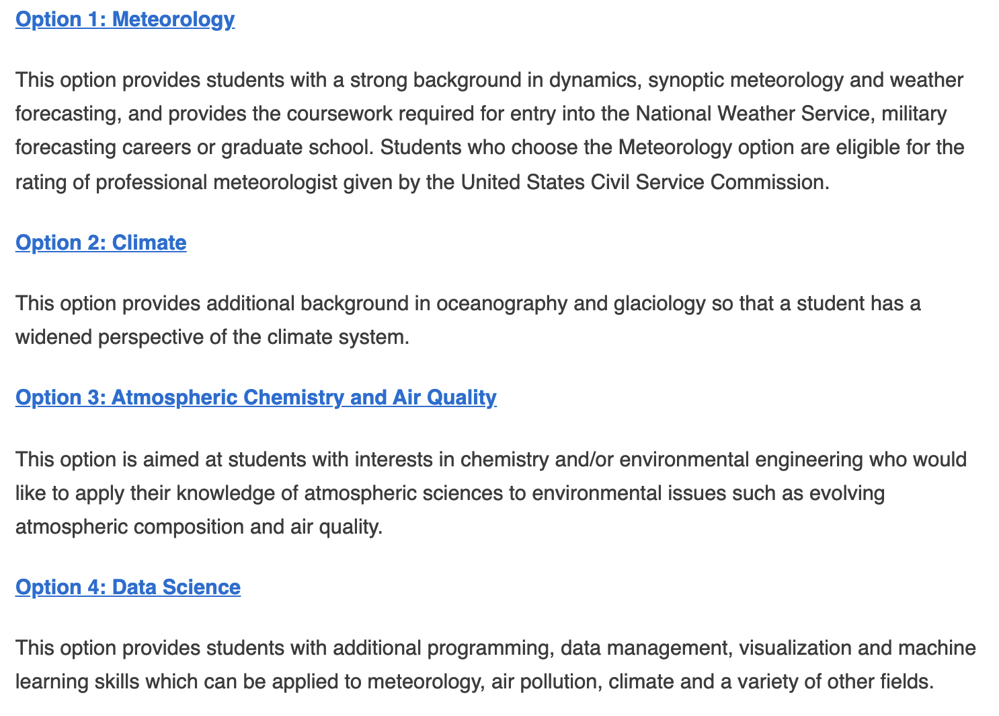 Option 1: Meteorology
This option provides students with a strong background in dynamics, synoptic meteorology and weather
forecasting, and provides the coursework required for entry into the National Weather Service, military
forecasting careers or graduate school. Students who choose the Meteorology option are eligible for the
rating of professional meteorologist given by the United States Civil Service Commission.
Option 2: Climate
This option provides additional background in oceanography and glaciology so that a student has a
widened perspective of the climate system.
Option 3: Atmospheric Chemistry and Air Quality
This option is aimed at students with interests in chemistry and/or environmental engineering who would
like to apply their knowledge of atmospheric sciences to environmental issues such as evolving
atmospheric composition and air quality.
Option 4: Data Science
This option provides students with additional programming, data management, visualization and machine
learning skills which can be applied to meteorology, air pollution, climate and a variety of other fields.